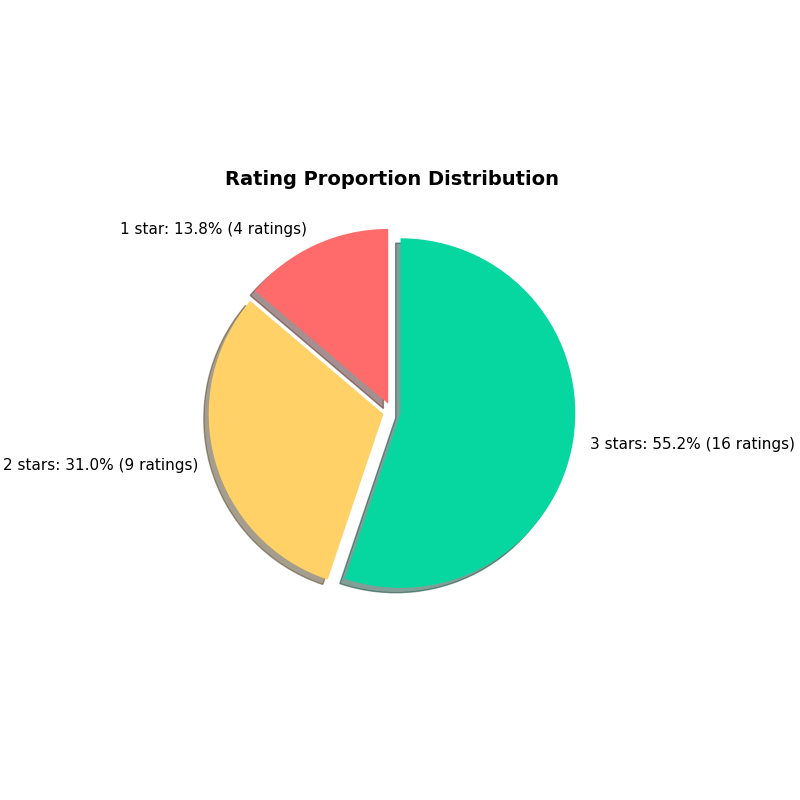 Rating Proportion Distribution
1 star: 13.8% (4 ratings)
3 stars: 55.2% (16 ratings)
2 stars: 31.0% (9 ratings)